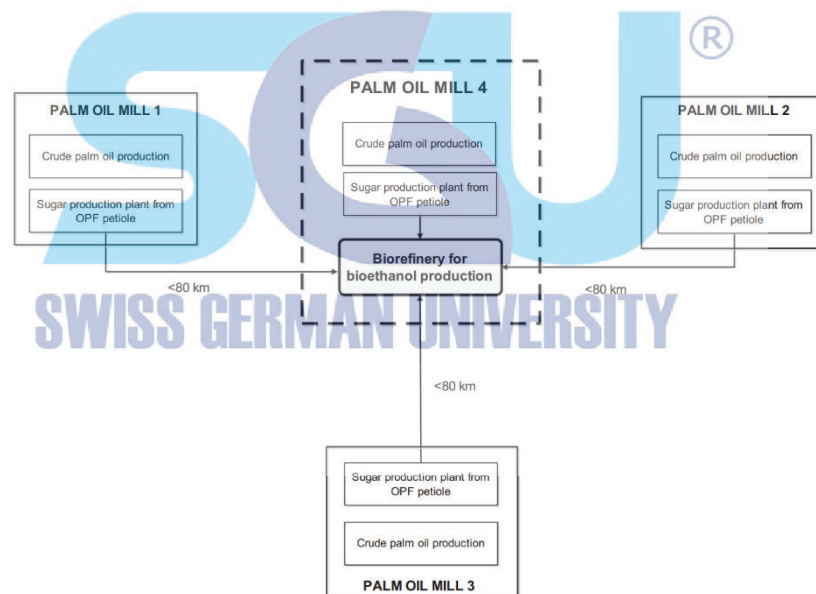 SGU
®
PALM OIL MILL 1
Crude palm oil production
Sugar production plant from
OPF petiole
PALM OIL MILL 4
Crude palm oil production
Sugar production plant from
OPF petiole
Biorefinery for
bioethanol production
PALM OIL MILL 2
Crude palm oil production
Sugar production plant from
OPF petiole
<80 km
<80 km
SWISS GERMAN UNIVERSITY
<80 km
Sugar production plant from
OPF petiole
Crude palm oil production
PALM OIL MILL 3